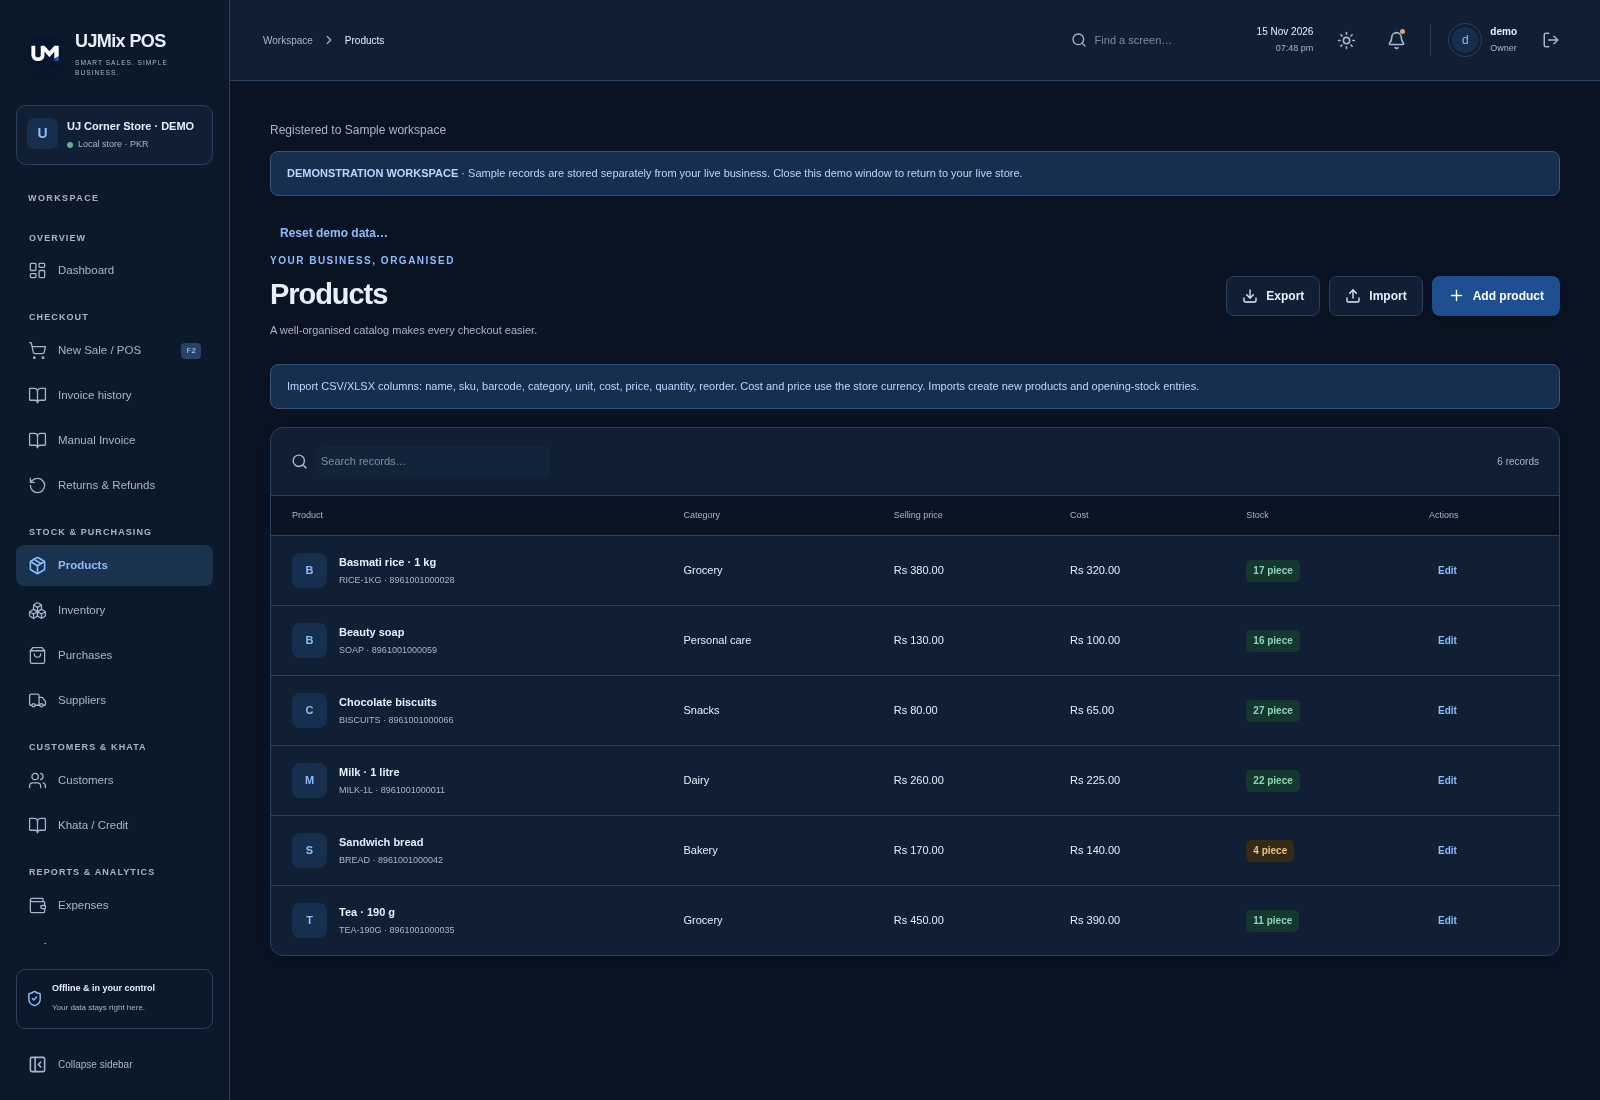 UJMix POS
SMART SALES. SIMPLE
BUSINESS.
U
UJ Corner Store · DEMO
Local store · PKR
WORKSPACE
OVERVIEW
Dashboard
CHECKOUT
New Sale / POS
F2
Invoice history
Manual Invoice
Returns & Refunds
STOCK & PURCHASING
Products
Inventory
Purchases
Suppliers
CUSTOMERS & KHATA
Customers
Khata / Credit
REPORTS & ANALYTICS
Expenses
Offline & in your control
Your data stays right here.
Collapse sidebar
Workspace > Products
Find a screen…
15 Nov 2026
07:48 pm
d
demo
Owner
Registered to Sample workspace
DEMONSTRATION WORKSPACE · Sample records are stored separately from your live business. Close this demo window to return to your live store.
Reset demo data…
YOUR BUSINESS, ORGANISED
Products
A well-organised catalog makes every checkout easier.
Export
Import
Add product
Import CSV/XLSX columns: name, sku, barcode, category, unit, cost, price, quantity, reorder. Cost and price use the store currency. Imports create new products and opening-stock entries.
Search records…
6 records
Product Category Selling price Cost Stock Actions
B Basmati rice · 1 kg
RICE-1KG · 8961001000028
Grocery Rs 380.00 Rs 320.00 17 piece Edit
B Beauty soap
SOAP · 8961001000059
Personal care Rs 130.00 Rs 100.00 16 piece Edit
C Chocolate biscuits
BISCUITS · 8961001000066
Snacks Rs 80.00 Rs 65.00 27 piece Edit
M Milk · 1 litre
MILK-1L · 8961001000011
Dairy Rs 260.00 Rs 225.00 22 piece Edit
S Sandwich bread
BREAD · 8961001000042
Bakery Rs 170.00 Rs 140.00 4 piece Edit
T Tea · 190 g
TEA-190G · 8961001000035
Grocery Rs 450.00 Rs 390.00 11 piece Edit